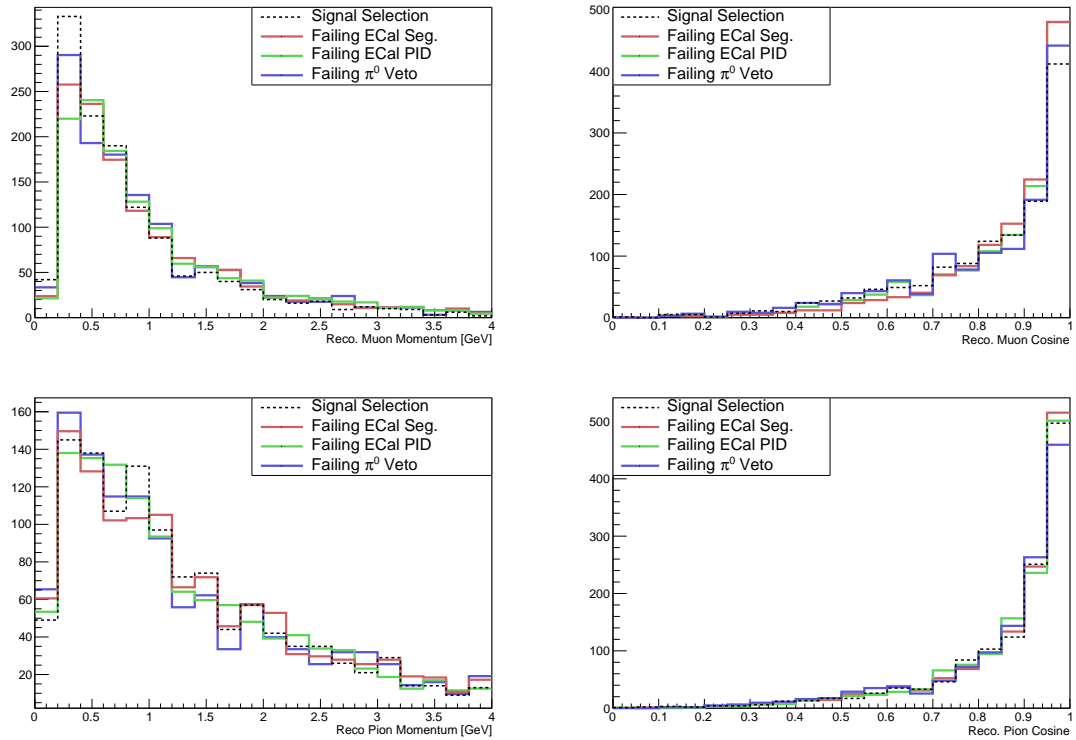 Signal Selection
Failing ECal Seg.
Failing ECal PID
Failing π⁰ Veto
300
250
200
150
100
50
0
0 0.5 1 1.5 2 2.5 3 3.5 4
Reco. Muon Momentum [GeV]
Signal Selection
Failing ECal Seg.
Failing ECal PID
Failing π⁰ Veto
500
400
300
200
100
0
0 0.1 0.2 0.3 0.4 0.5 0.6 0.7 0.8 0.9 1
Reco. Muon Cosine
Signal Selection
Failing ECal Seg.
Failing ECal PID
Failing π⁰ Veto
160
140
120
100
80
60
40
20
0 0.5 1 1.5 2 2.5 3 3.5 4
Reco Pion Momentum [GeV]
Signal Selection
Failing ECal Seg.
Failing ECal PID
Failing π⁰ Veto
500
400
300
200
100
0
0 0.1 0.2 0.3 0.4 0.5 0.6 0.7 0.8 0.9 1
Reco. Pion Cosine